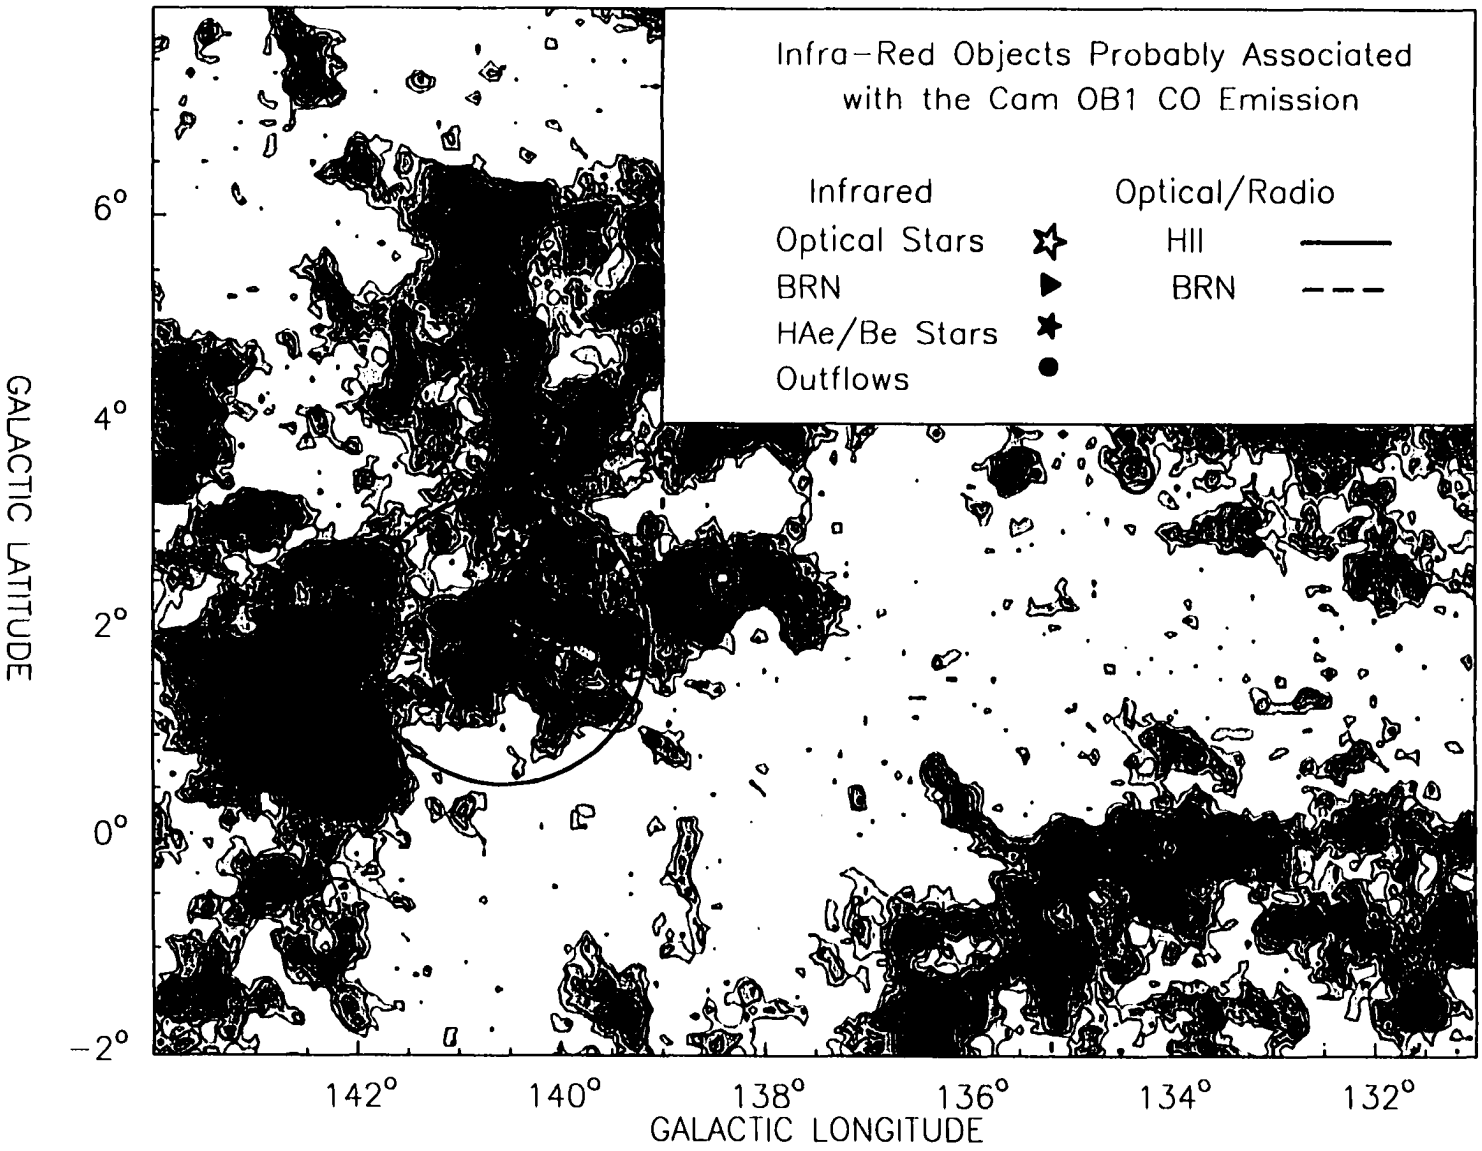 Infra-Red Objects Probably Associated
with the Cam OB1 CO Emission
Infrared Optical/Radio
Optical Stars HII
BRN BRN
HAe/Be Stars
Outflows
6°
4°
2°
0°
-2°
GALACTIC LATITUDE
142° 140° 138° 136° 134° 132°
GALACTIC LONGITUDE